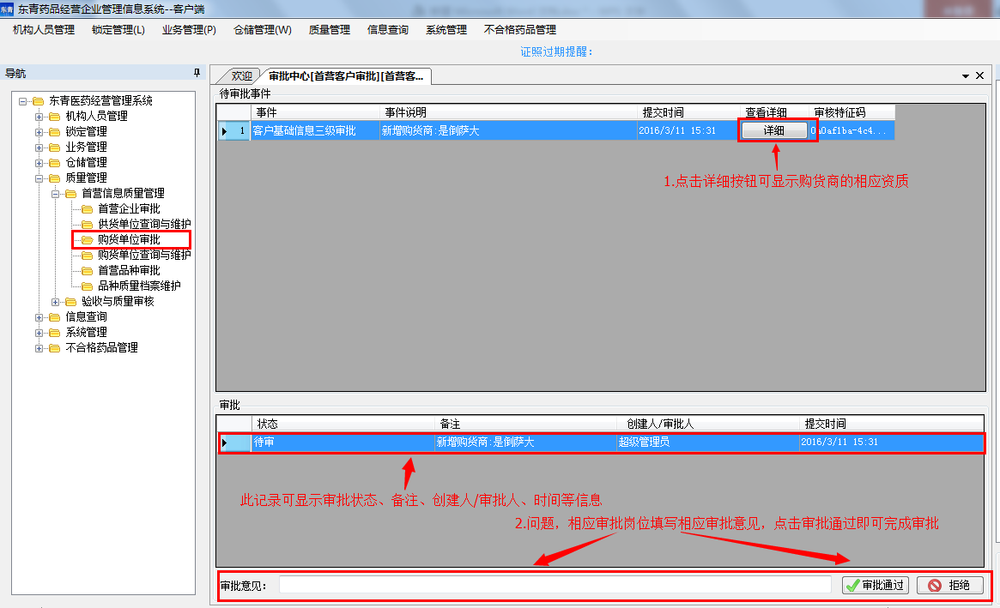 东青 东青药品经营企业管理信息系统--客户端
机构人员管理 锁定管理(L) 业务管理(P) 仓储管理(W) 质量管理 信息查询 系统管理 不合格药品管理
证照过期提醒：
导航
东青医药经营管理系统
机构人员管理
锁定管理
业务管理
仓储管理
质量管理
首营信息质量管理
首营企业审批
供货单位查询与维护
购货单位审批
购货单位查询与维护
首营品种审批
品种质量档案维护
验收与质量审核
信息查询
系统管理
不合格药品管理
欢迎 审批中心[首营客户审批][首营客...
待审批事件
事件 事件说明 提交时间 查看详细 审核特征码
1 客户基础信息三级审批 新增购货商:是倒萨大 2016/3/11 15:31 详细 0a0af1ba-4c4...
1.点击详细按钮可显示购货商的相应资质
审批
状态 备注 创建人/审批人 提交时间
待审 新增购货商:是倒萨大 超级管理员 2016/3/11 15:31
此记录可显示审批状态、备注、创建人/审批人、时间等信息
2.问题，相应审批岗位填写相应审批意见，点击审批通过即可完成审批
审批意见： 审批通过 拒绝